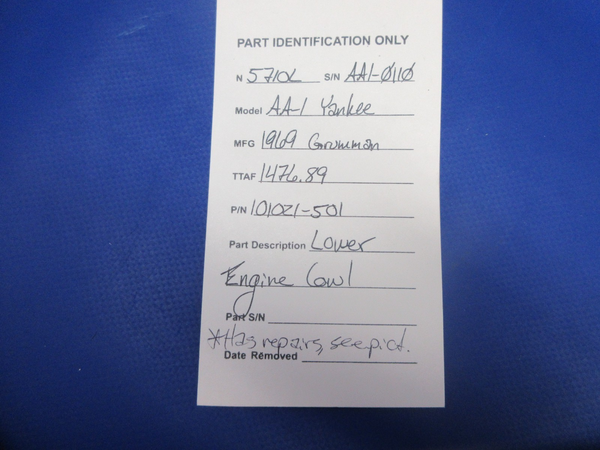 PART IDENTIFICATION ONLY
N 5710L S/N AA1-0110
Model AA-1 Yankee
MFG 1969 Grumman
TTAF 1476.89
P/N 101021-501
Part Description Lower
Engine Cowl
Part S/N
*Has repairs, see pict.
Date Removed